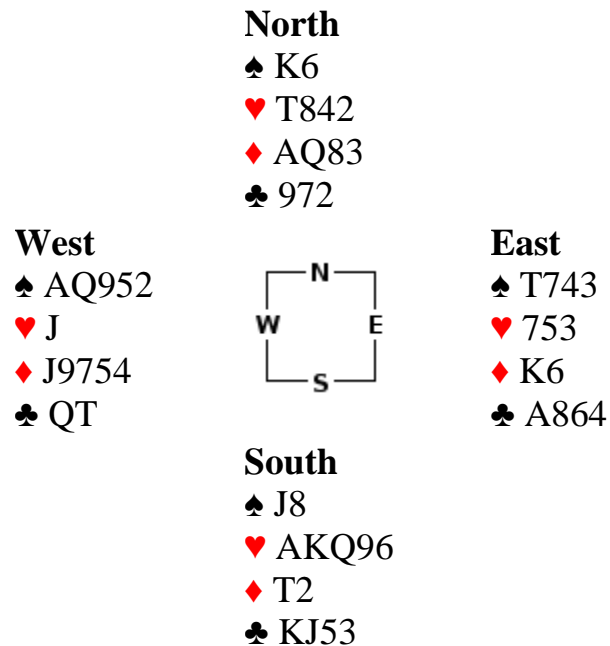 North
♠ K6
♥ T842
♦ AQ83
♣ 972
West
♠ AQ952
♥ J
♦ J9754
♣ QT
N
W E
S
East
♠ T743
♥ 753
♦ K6
♣ A864
South
♠ J8
♥ AKQ96
♦ T2
♣ KJ53